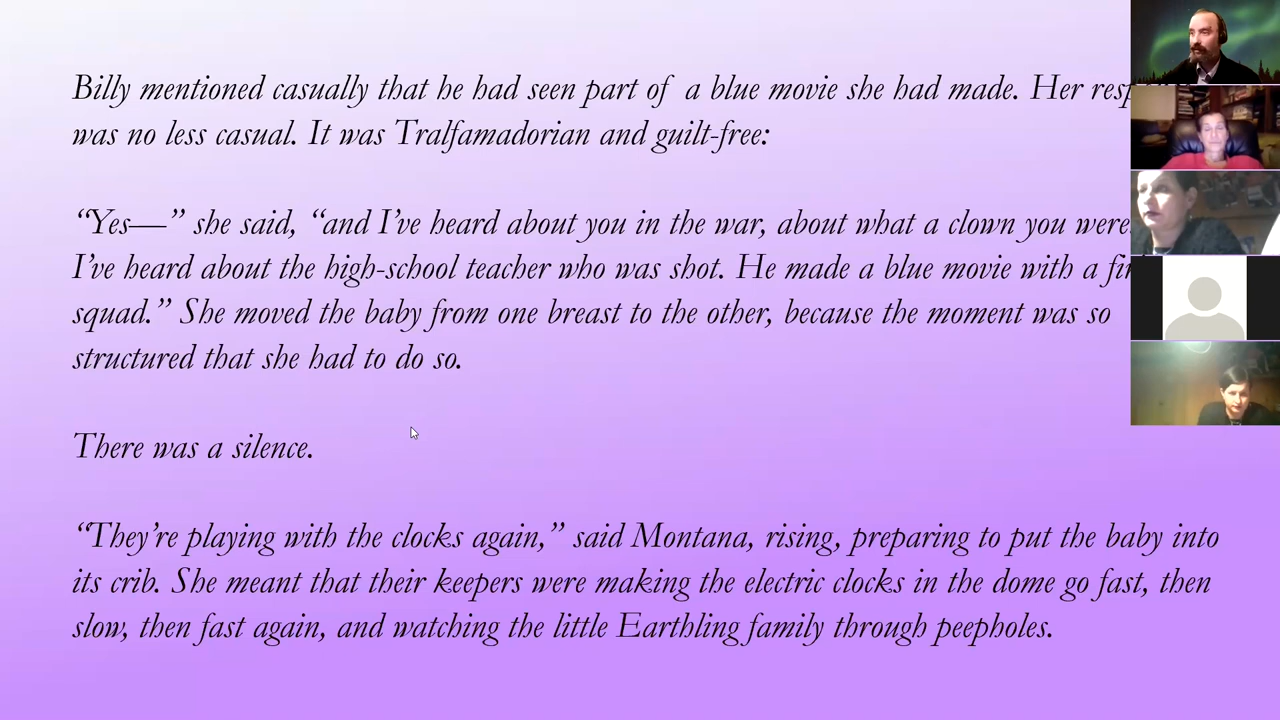 Billy mentioned casually that he had seen part of a blue movie she had made. Her
was no less casual. It was Tralfamadorian and guilt-free:
“Yes—” she said, “and I’ve heard about you in the war, about what a clown you were
I’ve heard about the high-school teacher who was shot. He made a blue movie with a
squad.” She moved the baby from one breast to the other, because the moment was so
structured that she had to do so.
There was a silence.
“They’re playing with the clocks again,” said Montana, rising, preparing to put the baby into
its crib. She meant that their keepers were making the electric clocks in the dome go fast, then
slow, then fast again, and watching the little Earthling family through peepholes.